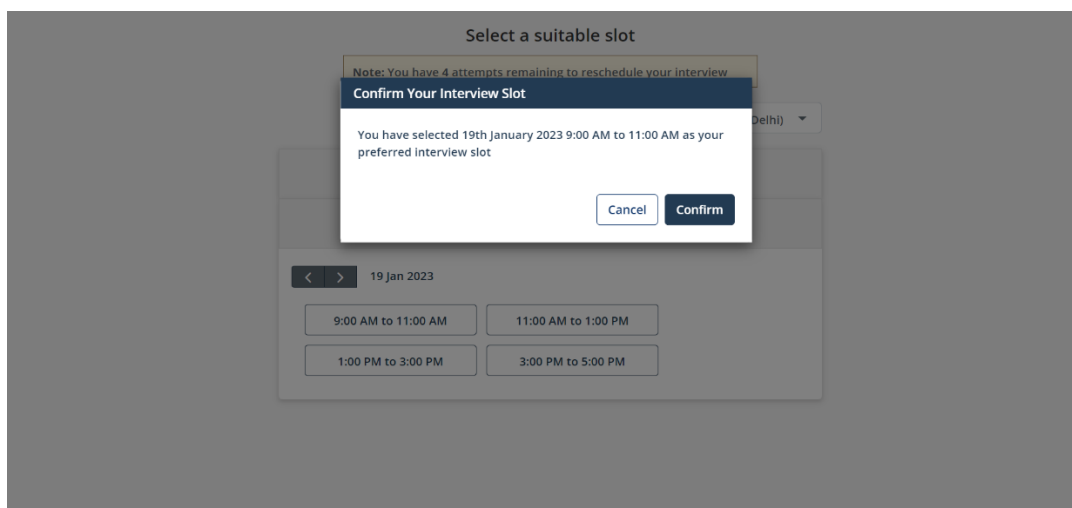 Select a suitable slot
Note: You have 4 attempts remaining to reschedule your interview
Confirm Your Interview Slot
Delhi)
You have selected 19th January 2023 9:00 AM to 11:00 AM as your
preferred interview slot
Cancel Confirm
19 Jan 2023
9:00 AM to 11:00 AM 11:00 AM to 1:00 PM
1:00 PM to 3:00 PM 3:00 PM to 5:00 PM